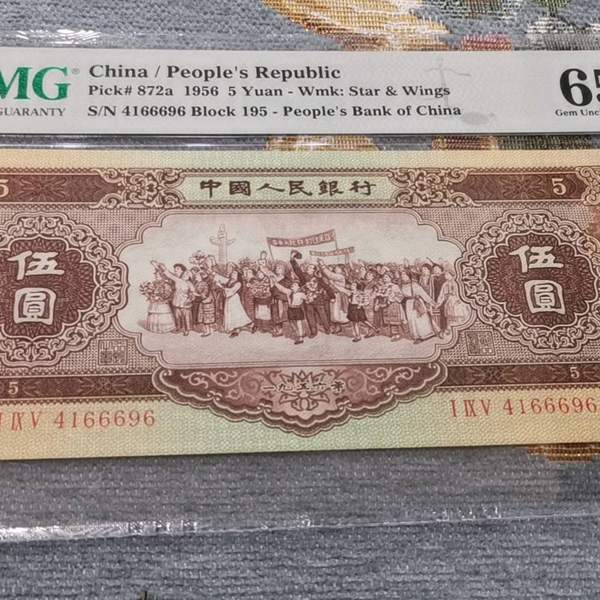 MG®
GUARANTY
China / People's Republic
Pick# 872a 1956 5 Yuan - Wmk: Star & Wings
S/N 4166696 Block 195 - People's Bank of China
65
Gem Unc
5 中國人民銀行 5
伍圓 伍圓
5 一九五六年 5
I IX V 4166696 I IX V 4166696